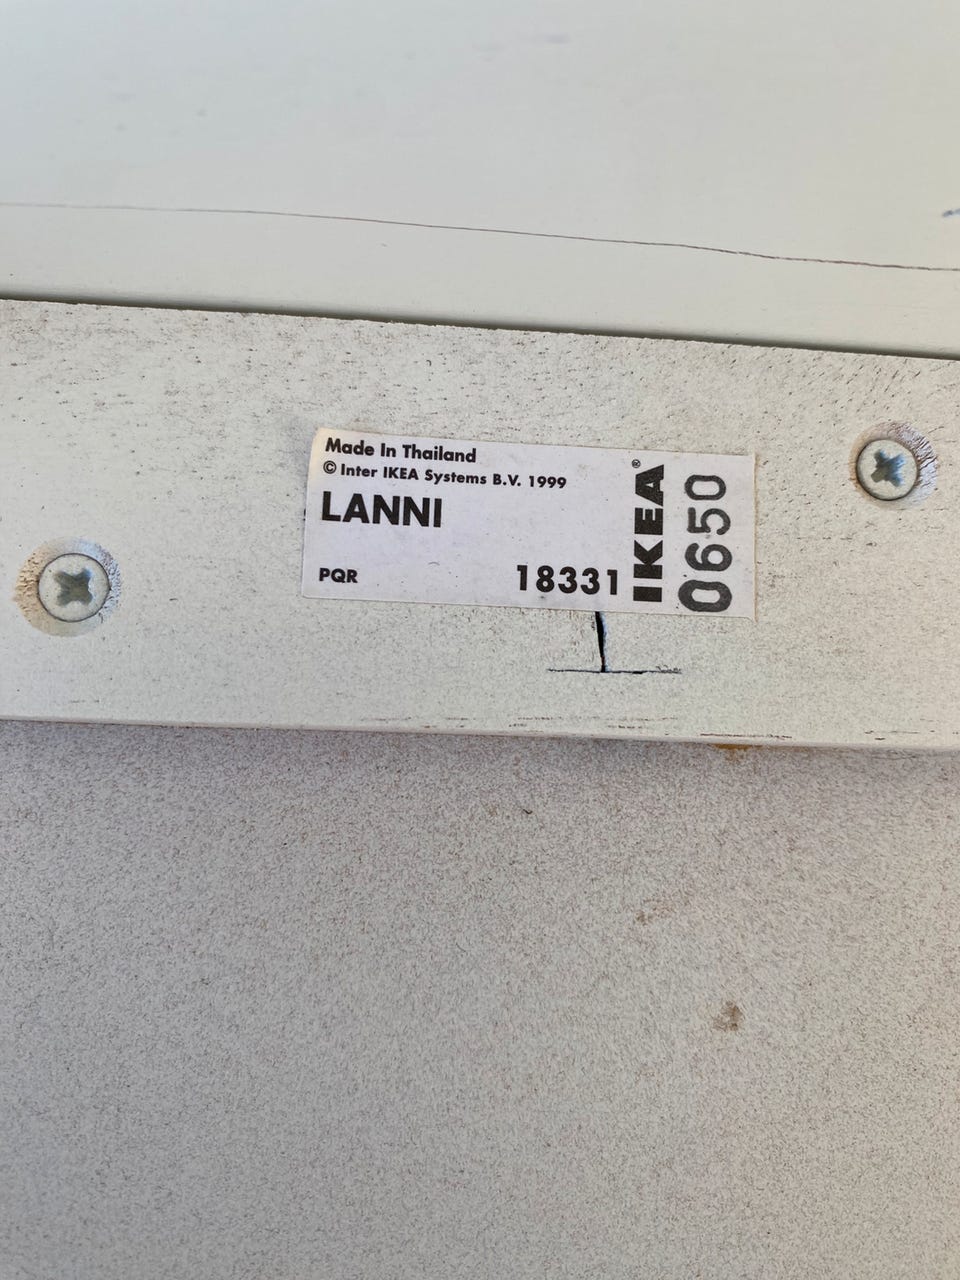 Made In Thailand
© Inter IKEA Systems B.V. 1999
LANNI
PQR
18331
IKEA®
0650